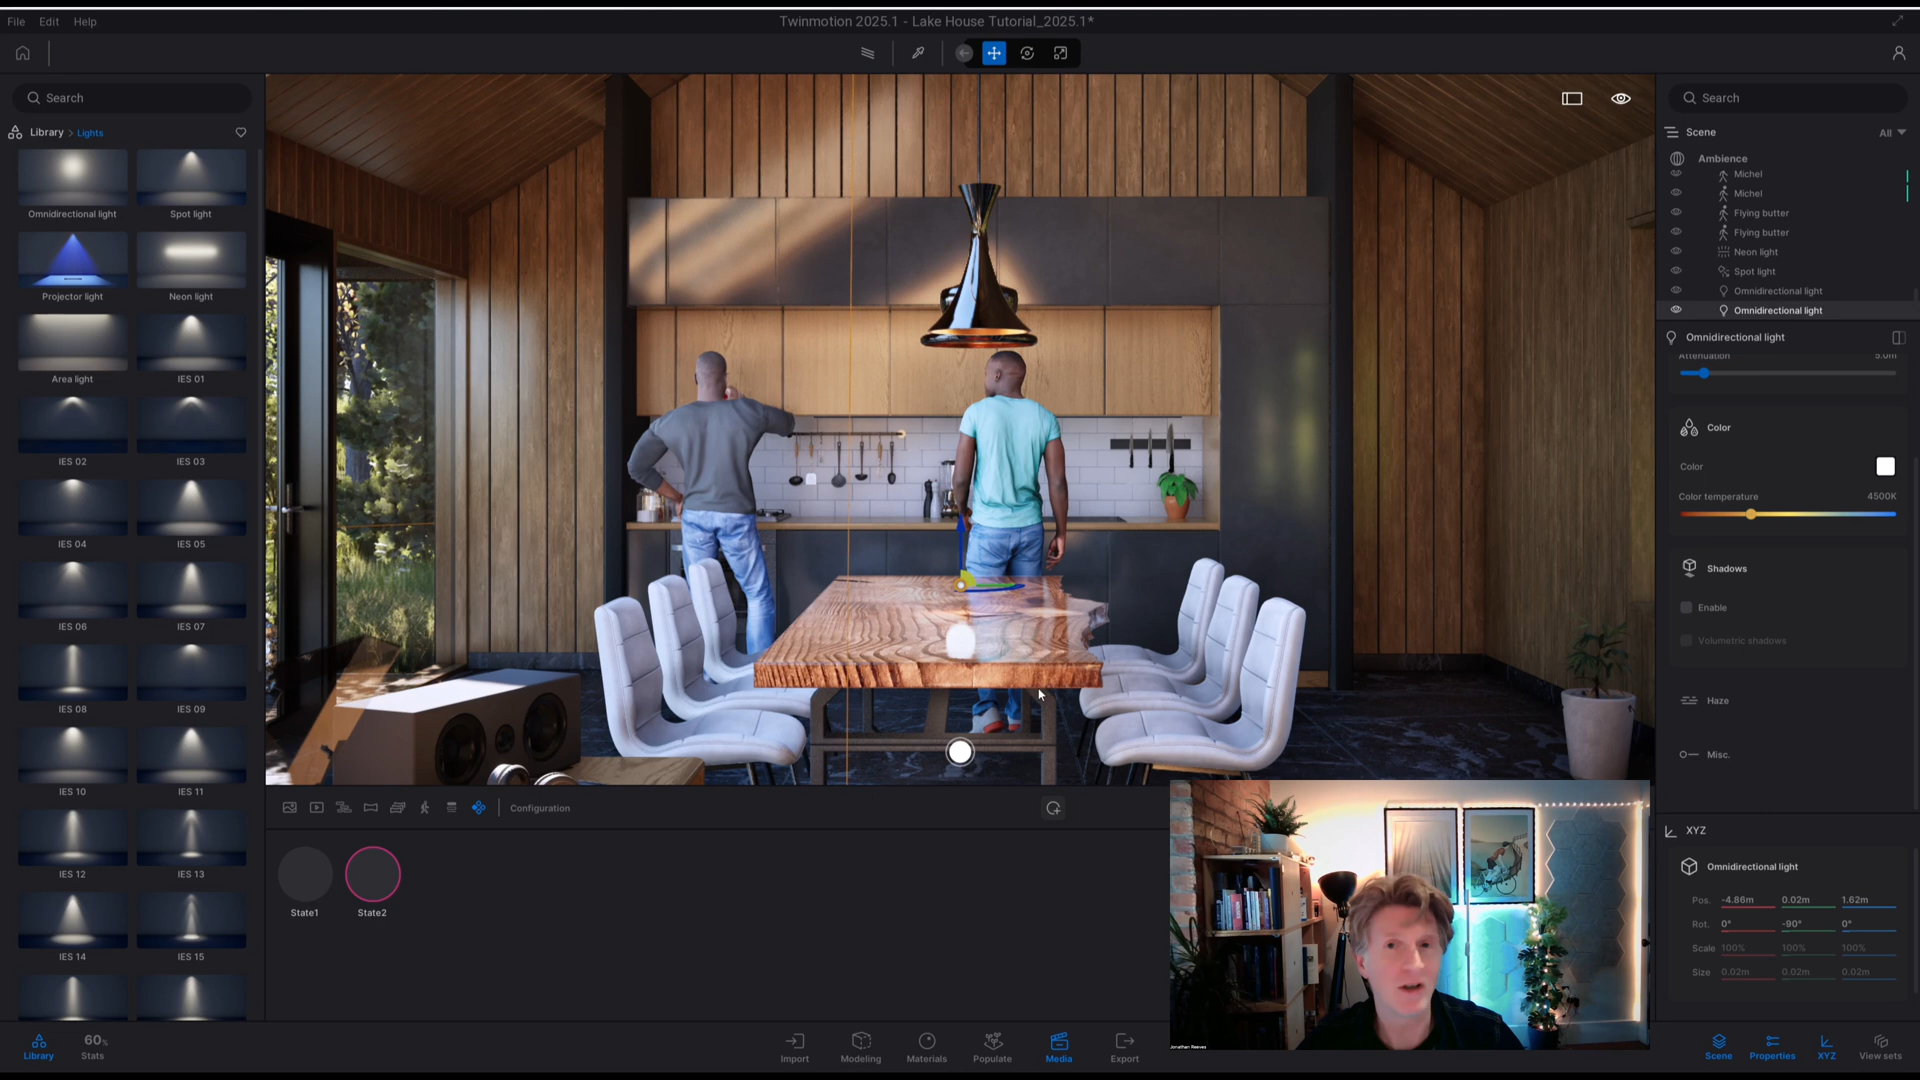 File Edit Help
Twinmotion 2025.1 - Lake House Tutorial_2025.1*
Search
Library > Lights
Omnidirectional light
Spot light
Projector light
Neon light
Area light
IES 01
IES 02
IES 03
IES 04
IES 05
IES 06
IES 07
IES 08
IES 09
IES 10
IES 11
IES 12
IES 13
IES 14
IES 15
Search
Scene
All
Ambience
Michel
Michel
Flying butter
Flying butter
Neon light
Spot light
Omnidirectional light
Omnidirectional light
Omnidirectional light
Attenuation 5.0m
Color
Color
Color temperature 4500K
Shadows
Enable
Volumetric shadows
Haze
Misc.
XYZ
Omnidirectional light
Pos. -4.86m 0.02m 1.62m
Rot. 0° -90° 0°
Scale 100% 100% 100%
Size 0.02m 0.02m 0.02m
Configuration
State1
State2
Jonathan Reeves
Library
60%
Stats
Import
Modeling
Materials
Populate
Media
Export
Scene
Properties
XYZ
View sets